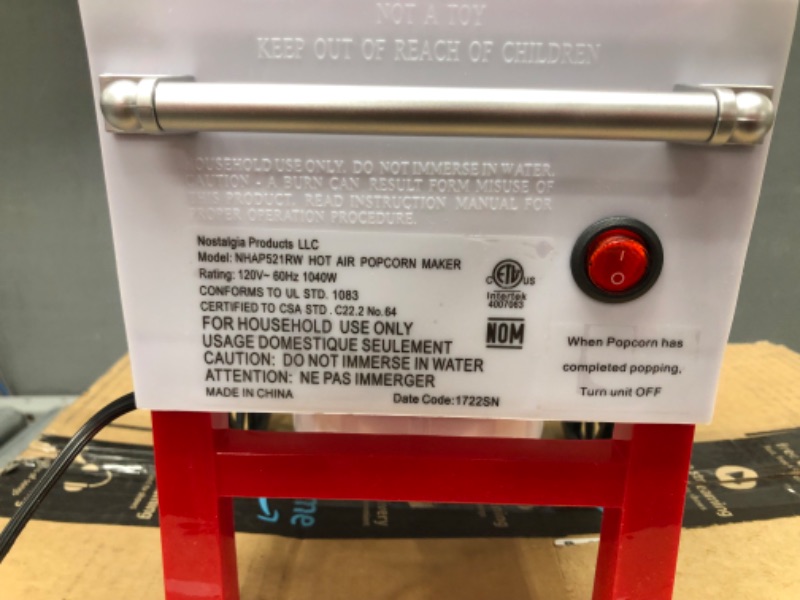 NOT A TOY
KEEP OUT OF REACH OF CHILDREN
HOUSEHOLD USE ONLY. DO NOT IMMERSE IN WATER.
CAUTION - A BURN CAN RESULT FORM MISUSE OF
THIS PRODUCT. READ INSTRUCTION MANUAL FOR
PROPER OPERATION PROCEDURE.
Nostalgia Products LLC
Model: NHAP521RW HOT AIR POPCORN MAKER
Rating: 120V~ 60Hz 1040W
CONFORMS TO UL STD. 1083
CERTIFIED TO CSA STD . C22.2 No.64
FOR HOUSEHOLD USE ONLY
USAGE DOMESTIQUE SEULEMENT
CAUTION: DO NOT IMMERSE IN WATER
ATTENTION: NE PAS IMMERGER
MADE IN CHINA
Date Code:1722SN
c ETL us
Intertek
4007063
NOM
I
O
When Popcorn has
completed popping,
Turn unit OFF
me